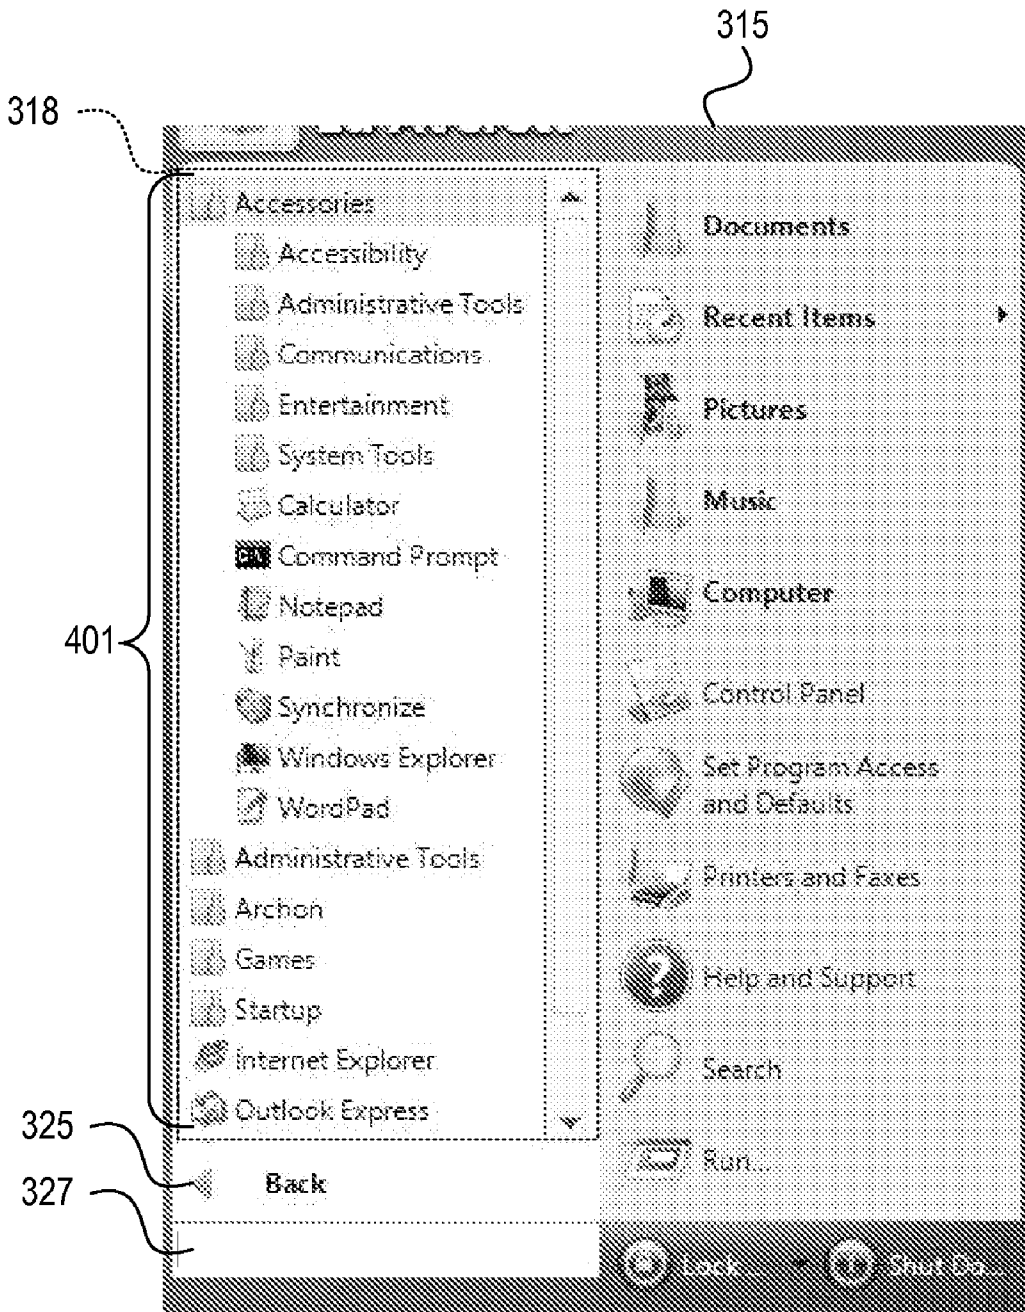 315
318
Accessories
Accessibility
Administrative Tools
Communications
Entertainment
System Tools
Calculator
Command Prompt
Notepad
Paint
Synchronize
Windows Explorer
WordPad
Administrative Tools
Archon
Games
Startup
Internet Explorer
Outlook Express
401
325
Back
327
Documents
Recent Items
Pictures
Music
Computer
Control Panel
Set Program Access
and Defaults
Printers and Faxes
Help and Support
Search
Run...
Lock
Shut Do...